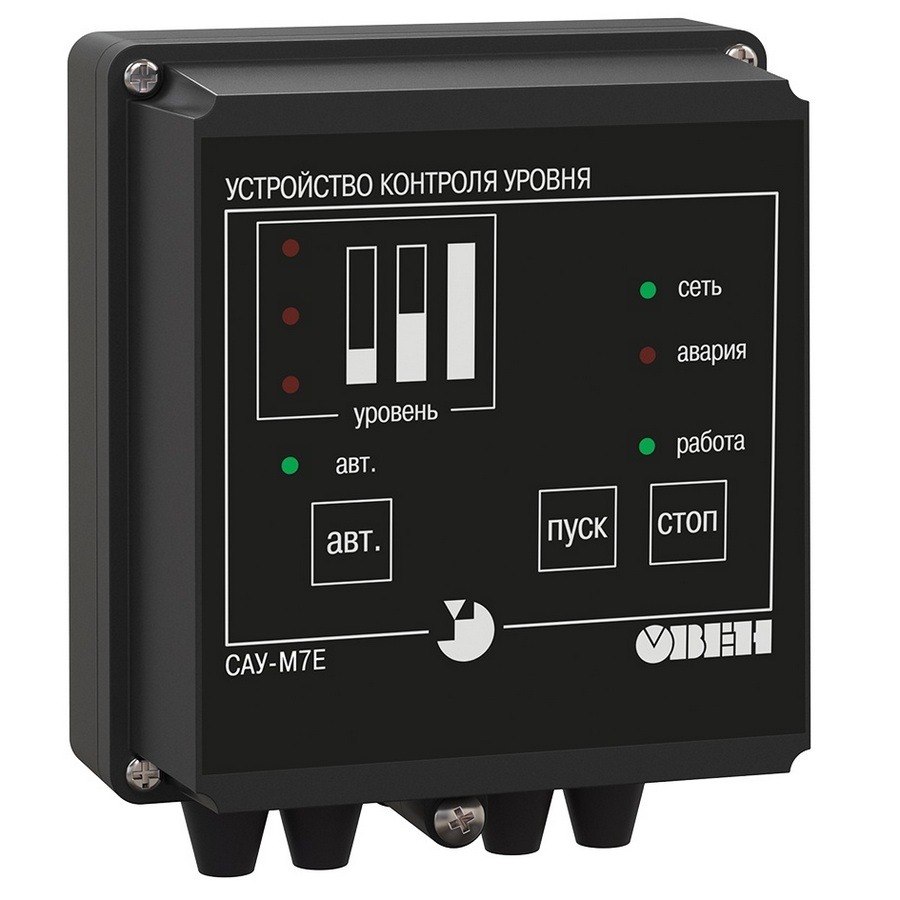 УСТРОЙСТВО КОНТРОЛЯ УРОВНЯ
сеть
авария
уровень
работа
авт.
авт.
пуск
стоп
САУ-М7Е
ОВЕН